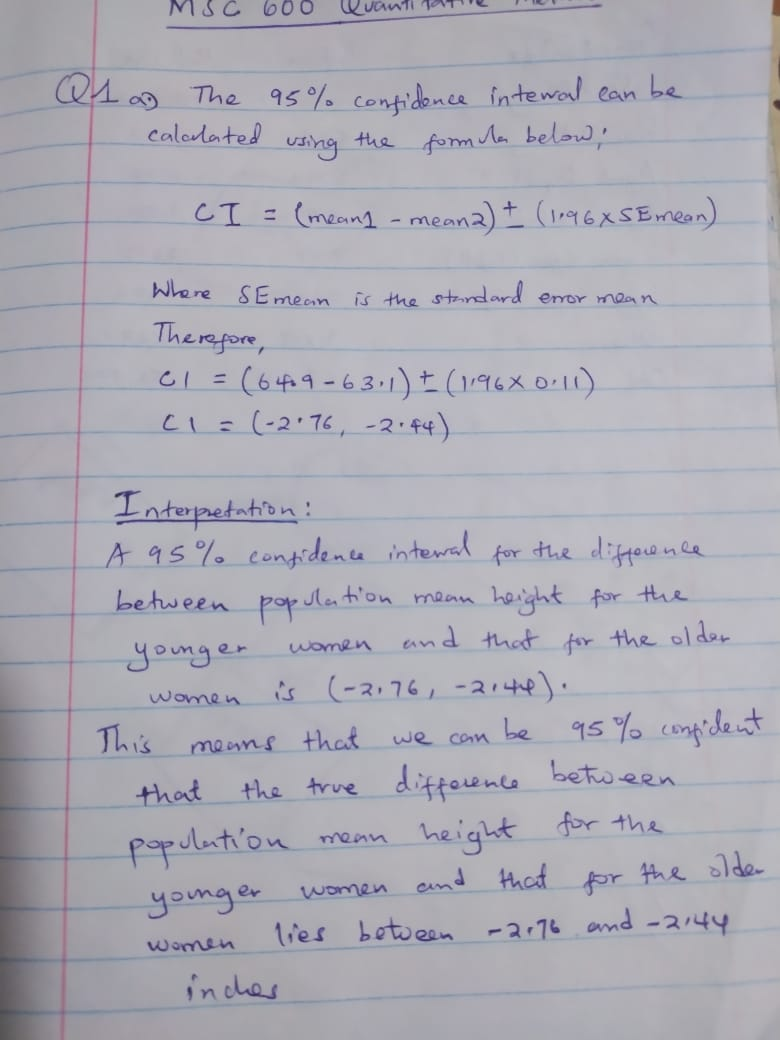 MSC 600 Quantitative
Q1 a) The 95% confidence interval can be
calculated using the formula below;
CI = (mean1 - mean2) ± (1.96 x SEmean)
Where SEmean is the standard error mean
Therefore,
CI = (64.9 - 63.1) ± (1.96 x 0.11)
CI = (-2.76, -2.44)
Interpretation:
A 95% confidence interval for the difference
between population mean height for the
younger women and that for the older
women is (-2.76, -2.44).
This means that we can be 95% confident
that the true difference between
population mean height for the
younger women and that for the older
women lies between -2.76 and -2.44
inches